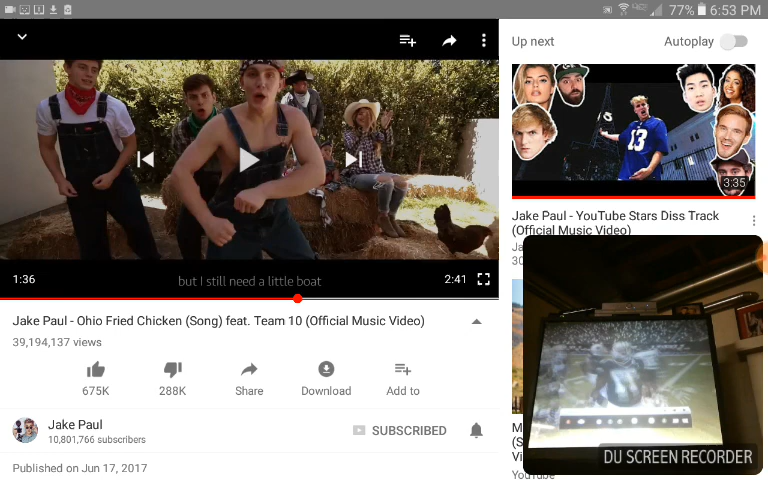 77% 6:53 PM
Up next
Autoplay
3:35
1:36
but I still need a little boat
2:41
Jake Paul - YouTube Stars Diss Track
(Official Music Video)
Ja
30
Jake Paul - Ohio Fried Chicken (Song) feat. Team 10 (Official Music Video)
39,194,137 views
675K
288K
Share
Download
Add to
Jake Paul
10,801,766 subscribers
SUBSCRIBED
Published on Jun 17, 2017
M
(S
Vi
YouTube
DU SCREEN RECORDER
13